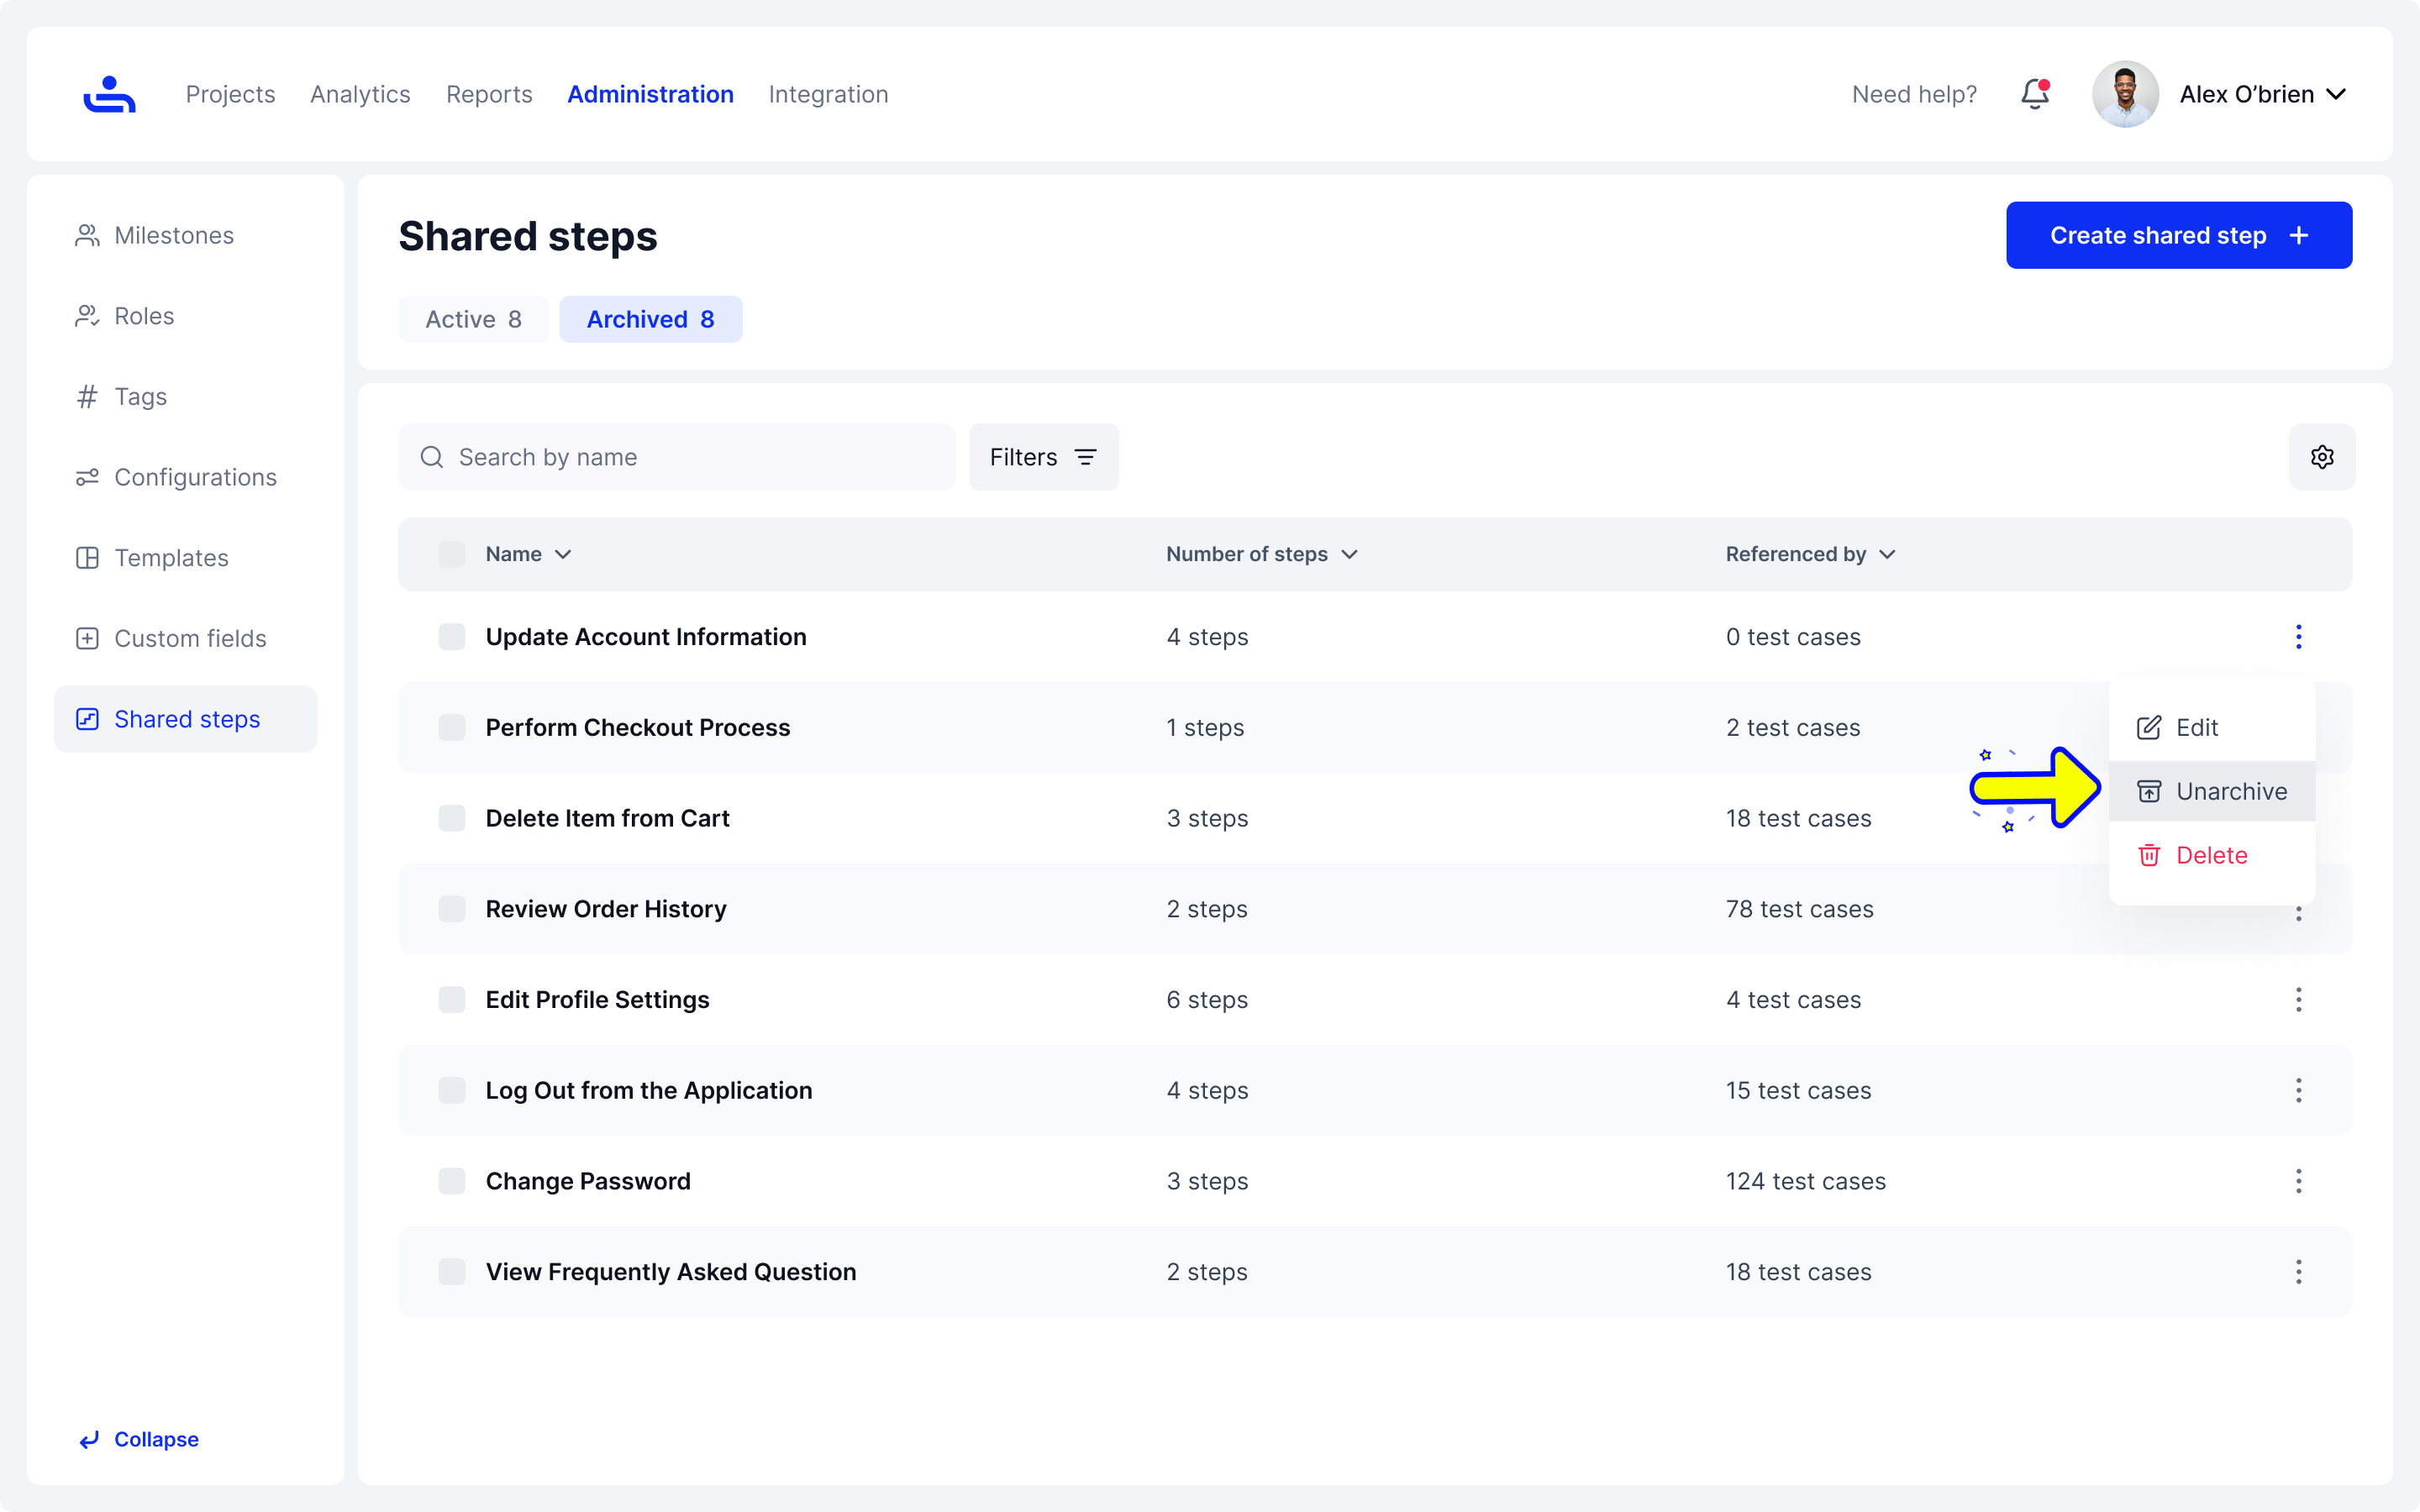 Projects Analytics Reports Administration Integration Need help? Alex O’brien
Milestones
Roles
Tags
Configurations
Templates
Custom fields
Shared steps
Collapse
Shared steps
Create shared step
Active 8 Archived 8
Search by name Filters
Name Number of steps Referenced by
Update Account Information 4 steps 0 test cases
Perform Checkout Process 1 steps 2 test cases
Delete Item from Cart 3 steps 18 test cases
Review Order History 2 steps 78 test cases
Edit Profile Settings 6 steps 4 test cases
Log Out from the Application 4 steps 15 test cases
Change Password 3 steps 124 test cases
View Frequently Asked Question 2 steps 18 test cases
Edit
Unarchive
Delete